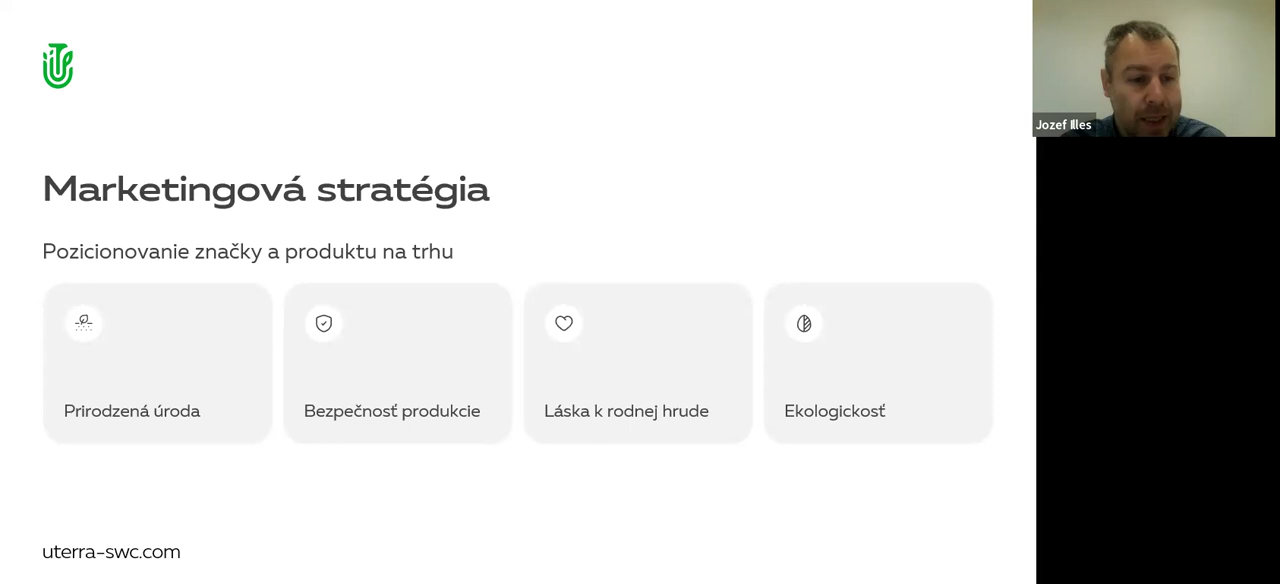 Jozef Illes
Marketingová stratégia
Pozicionovanie značky a produktu na trhu
Prirodzená úroda
Bezpečnosť produkcie
Láska k rodnej hrude
Ekologickosť
uterra-swc.com